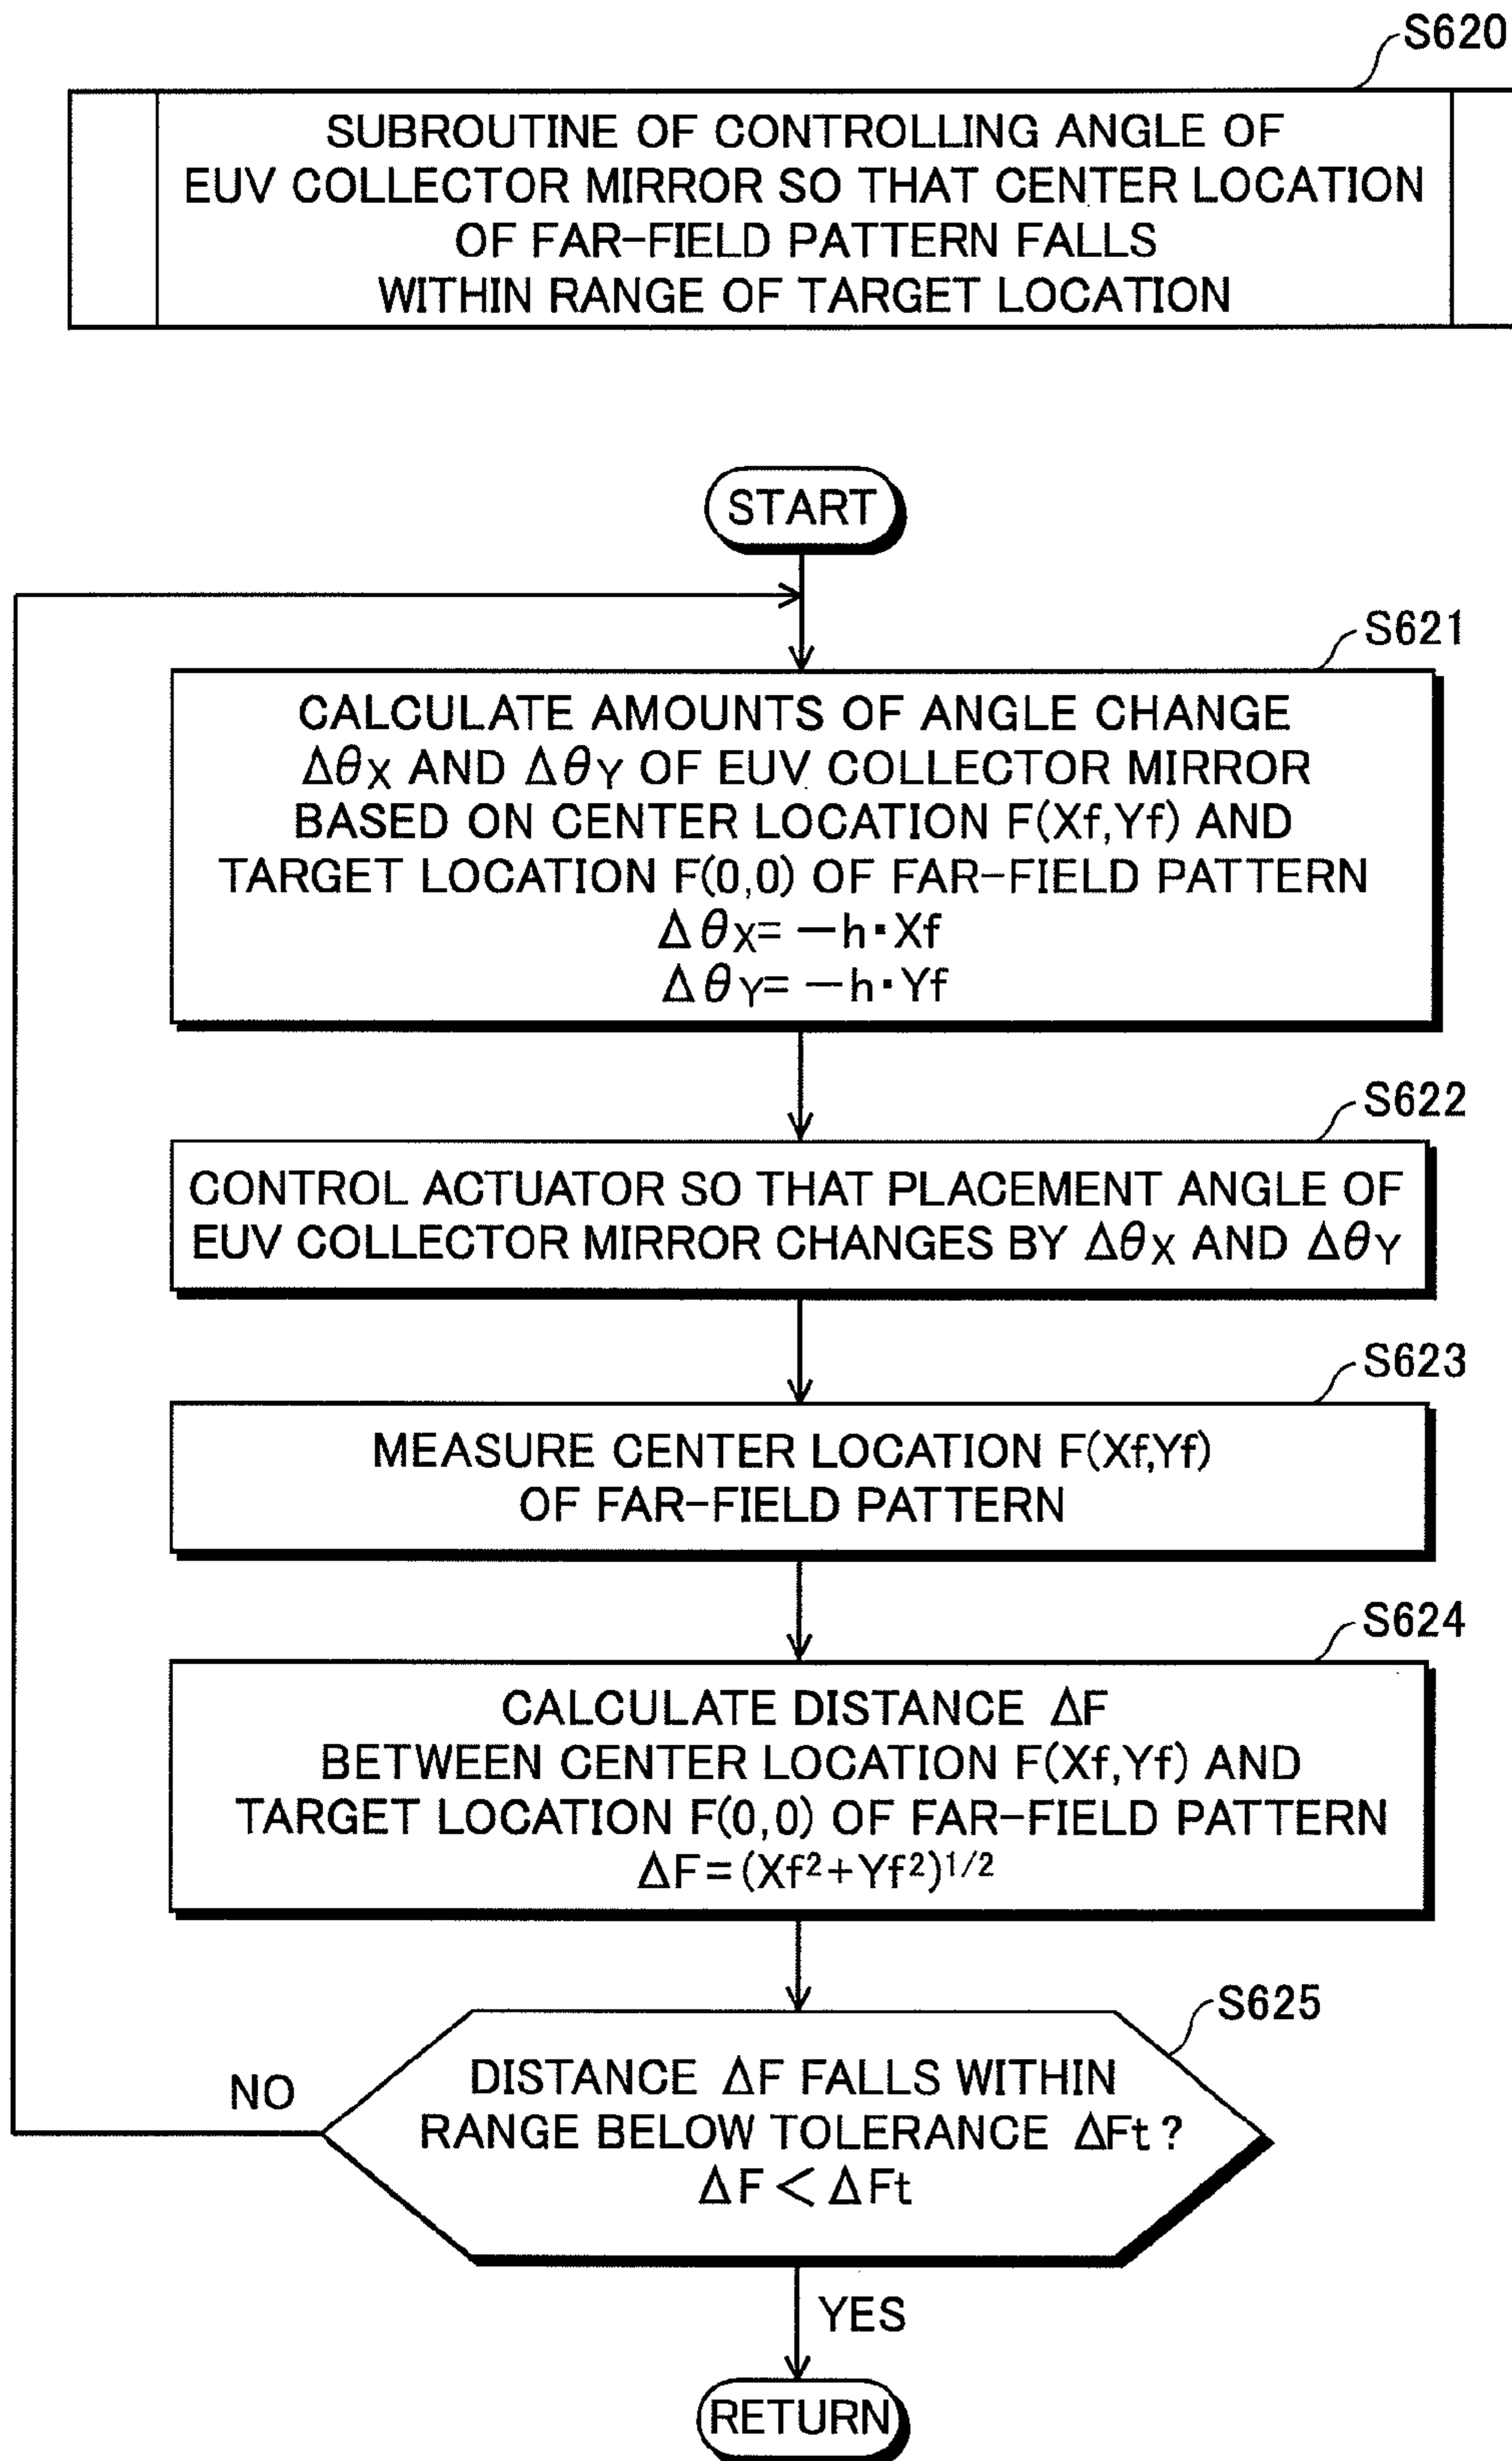 S620
SUBROUTINE OF CONTROLLING ANGLE OF
EUV COLLECTOR MIRROR SO THAT CENTER LOCATION
OF FAR-FIELD PATTERN FALLS
WITHIN RANGE OF TARGET LOCATION
START
S621
CALCULATE AMOUNTS OF ANGLE CHANGE
ΔθX AND ΔθY OF EUV COLLECTOR MIRROR
BASED ON CENTER LOCATION F(Xf,Yf) AND
TARGET LOCATION F(0,0) OF FAR-FIELD PATTERN
ΔθX= −h·Xf
ΔθY= −h·Yf
S622
CONTROL ACTUATOR SO THAT PLACEMENT ANGLE OF
EUV COLLECTOR MIRROR CHANGES BY ΔθX AND ΔθY
S623
MEASURE CENTER LOCATION F(Xf,Yf)
OF FAR-FIELD PATTERN
S624
CALCULATE DISTANCE ΔF
BETWEEN CENTER LOCATION F(Xf,Yf) AND
TARGET LOCATION F(0,0) OF FAR-FIELD PATTERN
ΔF=(Xf²+Yf²)¹/²
S625
DISTANCE ΔF FALLS WITHIN
RANGE BELOW TOLERANCE ΔFt?
ΔF<ΔFt
NO
YES
RETURN